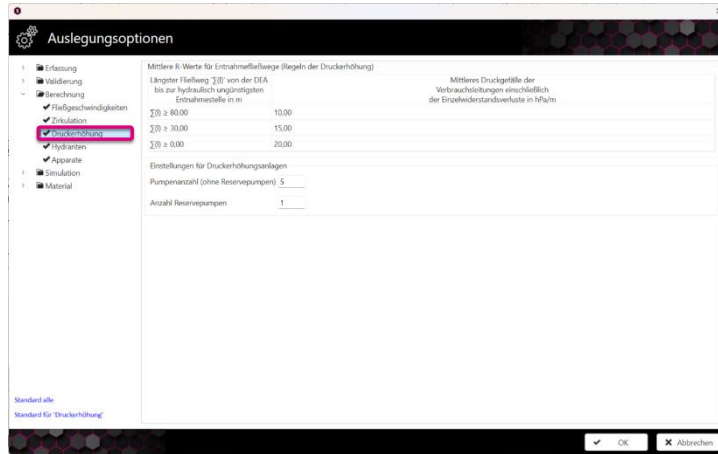 Auslegungsoptionen
Erfassung
Validierung
Berechnung
Fließgeschwindigkeiten
Zirkulation
Druckerhöhung
Hydranten
Apparate
Simulation
Material
Standard alle
Standard für 'Druckerhöhung'
Mittlere R-Werte für Entnahmefließwege (Regeln der Druckerhöhung)
Längster Fließweg '∑(l)' von der DEA
bis zur hydraulisch ungünstigsten
Entnahmestelle in m
Mittleres Druckgefälle der
Verbrauchsleitungen einschließlich
der Einzelwiderstandsverluste in hPa/m
∑(l) ≥ 80,00 10,00
∑(l) ≥ 30,00 15,00
∑(l) ≥ 0,00 20,00
Einstellungen für Druckerhöhungsanlagen
Pumpenanzahl (ohne Reservepumpen) 5
Anzahl Reservepumpen 1
OK
Abbrechen